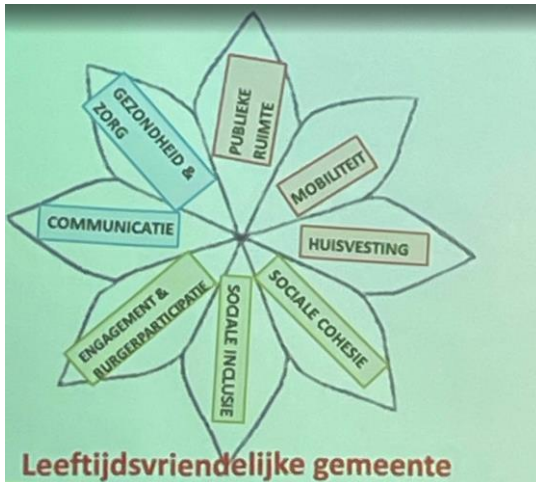 PUBLIEKE
RUIMTE
MOBILITEIT
HUISVESTING
SOCIALE COHESIE
SOCIALE INCLUSIE
ENGAGEMENT &
BURGERPARTICIPATIE
COMMUNICATIE
GEZONDHEID &
ZORG
Leeftijdsvriendelijke gemeente